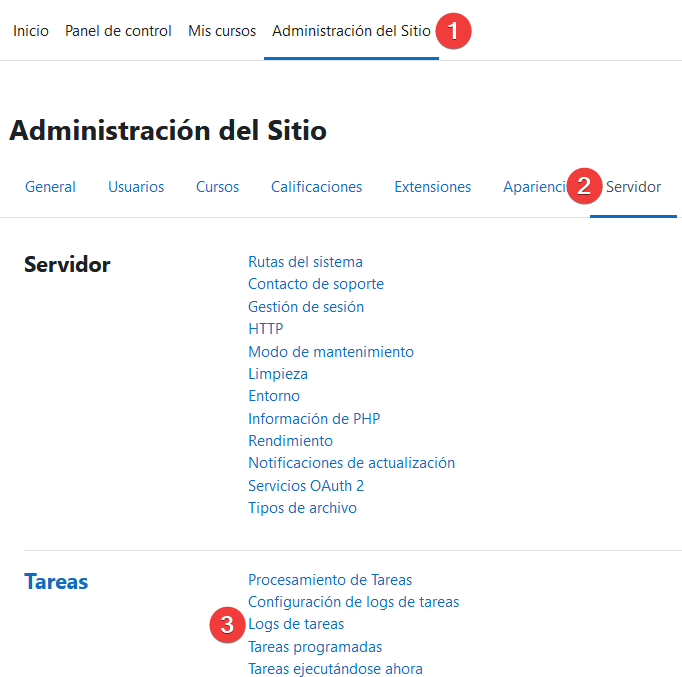 Inicio Panel de control Mis cursos Administración del Sitio 1
Administración del Sitio
General Usuarios Cursos Calificaciones Extensiones Aparienci 2 Servidor
Servidor
Rutas del sistema
Contacto de soporte
Gestión de sesión
HTTP
Modo de mantenimiento
Limpieza
Entorno
Información de PHP
Rendimiento
Notificaciones de actualización
Servicios OAuth 2
Tipos de archivo
Tareas
Procesamiento de Tareas
Configuración de logs de tareas
3 Logs de tareas
Tareas programadas
Tareas ejecutándose ahora